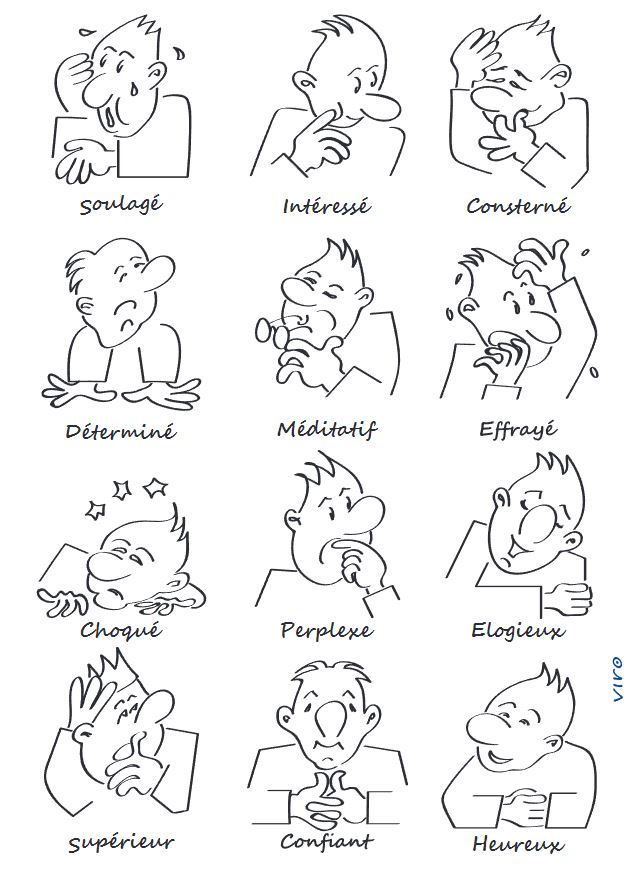 Soulagé
Intéressé
Consterné
Déterminé
Méditatif
Effrayé
Choqué
Perplexe
Elogieux
Supérieur
Confiant
Heureux
Viro